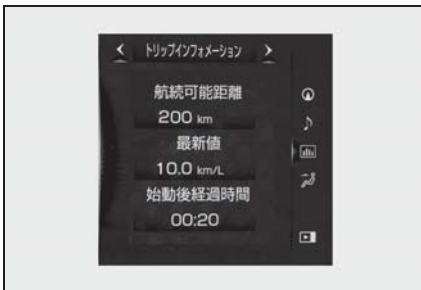 トリップインフォメーション
航続可能距離
200 km
最新値
10.0 km/L
始動後経過時間
00:20